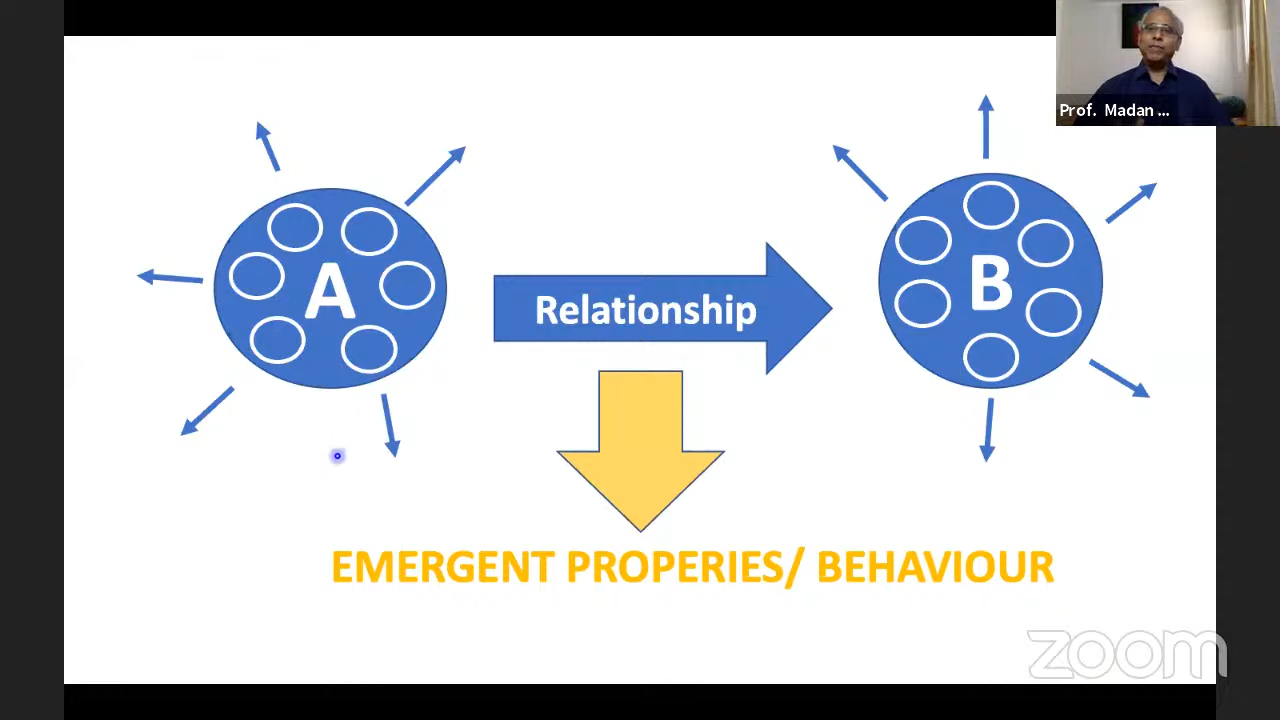 Prof. Madan ...
A
B
Relationship
EMERGENT PROPERIES/ BEHAVIOUR
zoom